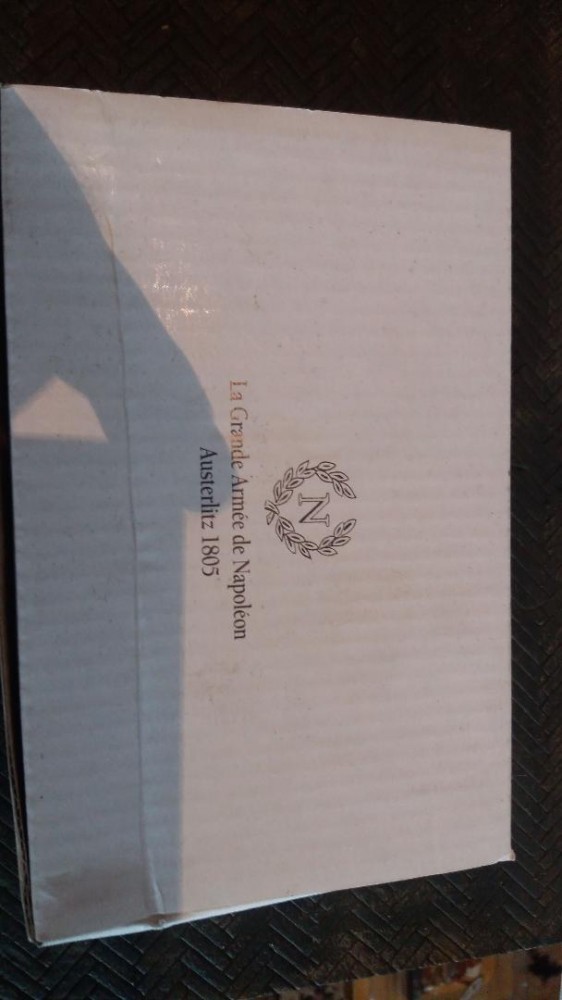 N
La Grande Armée de Napoléon
Austerlitz 1805